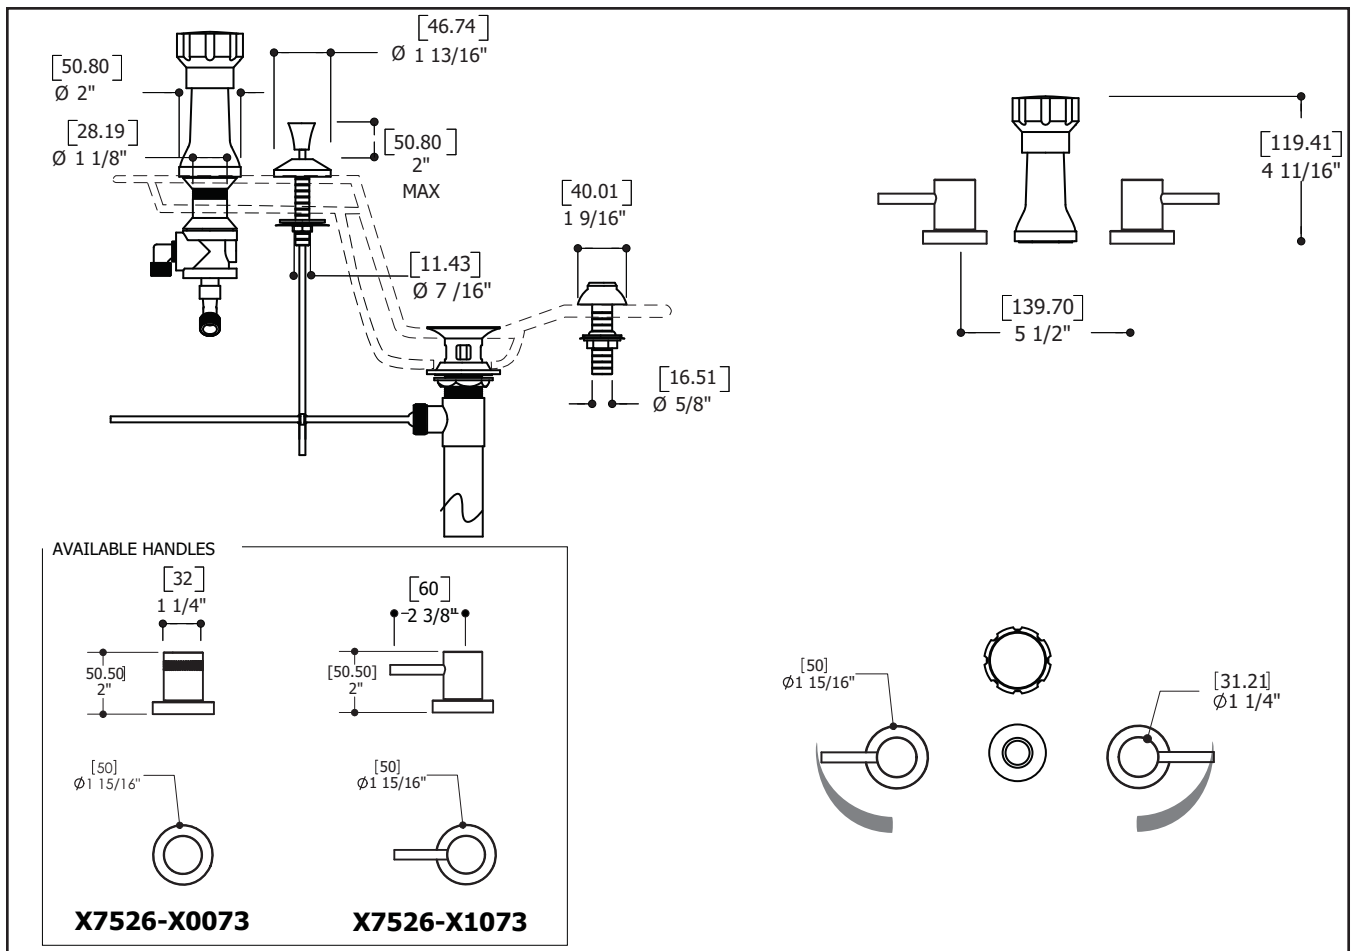 [46.74]
Ø 1 13/16"
[50.80]
Ø 2"
[28.19]
Ø 1 1/8"
[50.80]
2"
MAX
[40.01]
1 9/16"
[11.43]
Ø 7 /16"
[16.51]
Ø 5/8"
[119.41]
4 11/16"
[139.70]
5 1/2"
AVAILABLE HANDLES
[32]
1 1/4"
50.50]
2"
[50]
Ø1 15/16"
X7526-X0073
[60]
2 3/8"
[50.50]
2"
[50]
Ø1 15/16"
X7526-X1073
[50]
Ø1 15/16"
[31.21]
Ø1 1/4"